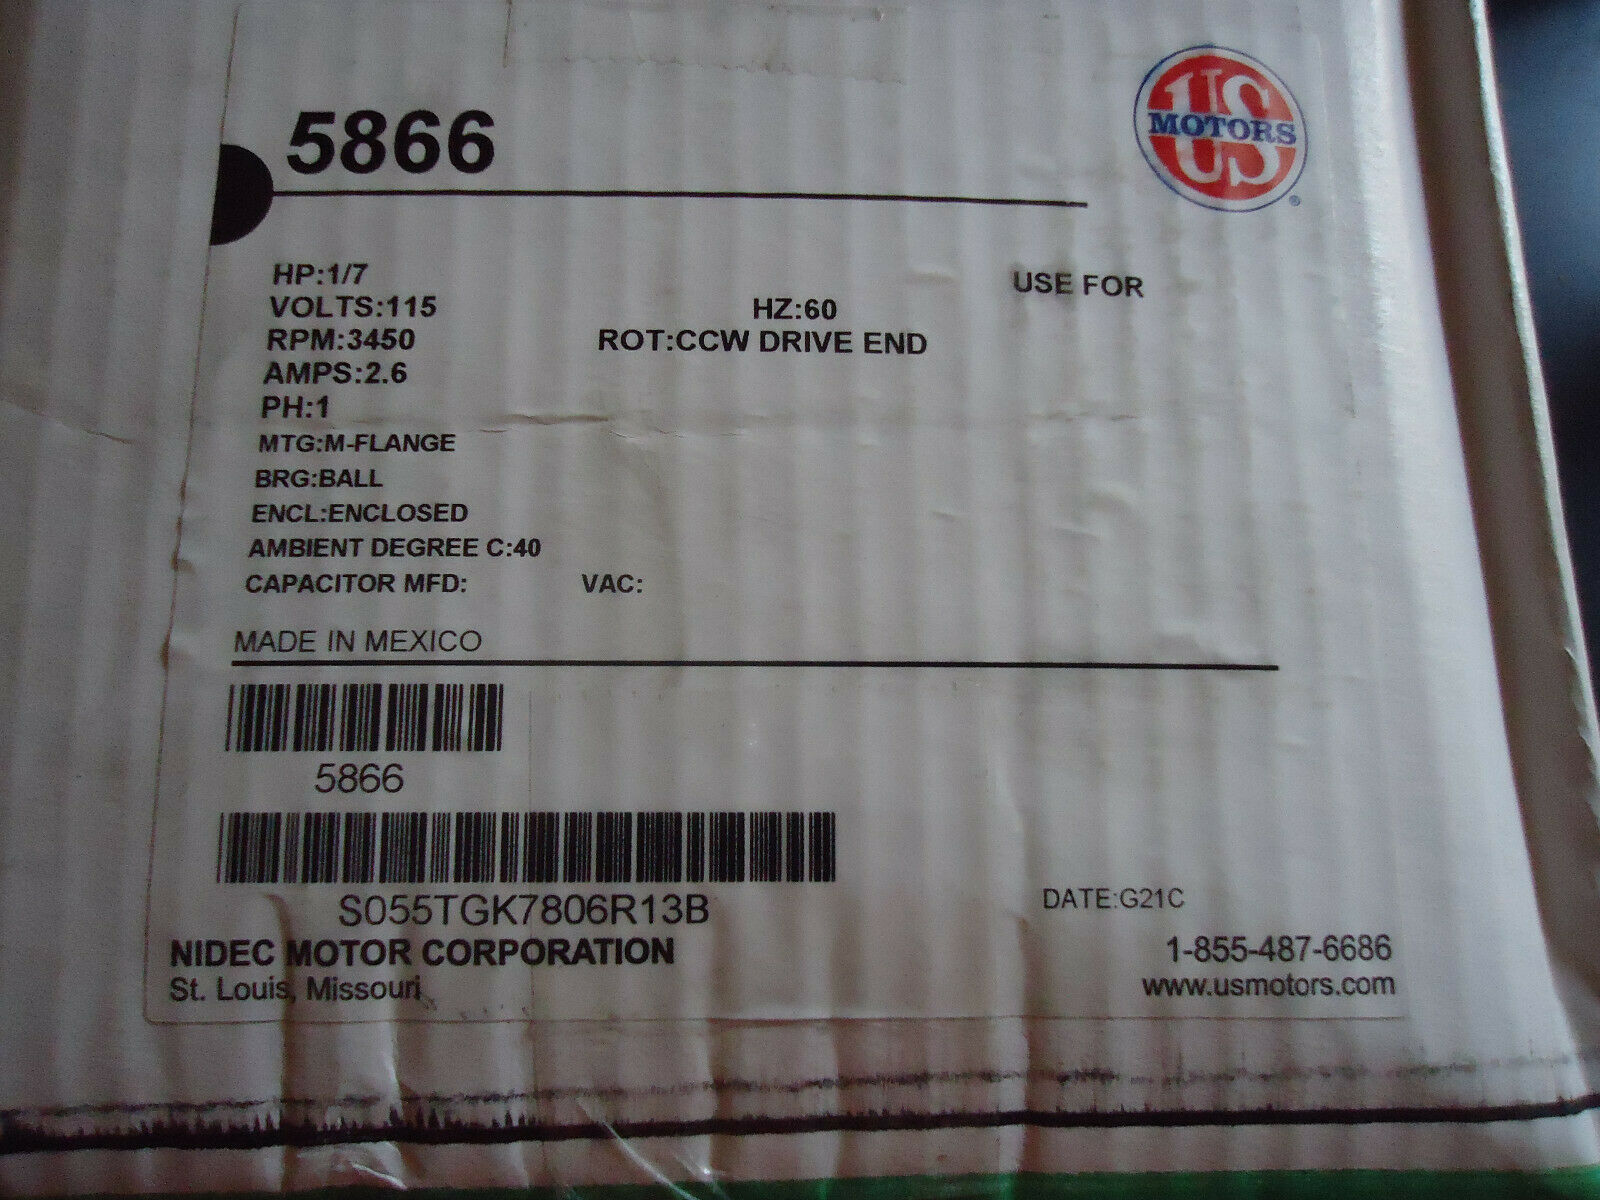 5866
US
MOTORS
®
HP:1/7
USE FOR
VOLTS:115 HZ:60
RPM:3450 ROT:CCW DRIVE END
AMPS:2.6
PH:1
MTG:M-FLANGE
BRG:BALL
ENCL:ENCLOSED
AMBIENT DEGREE C:40
CAPACITOR MFD: VAC:
MADE IN MEXICO
5866
S055TGK7806R13B
DATE:G21C
NIDEC MOTOR CORPORATION 1-855-487-6686
St. Louis, Missouri www.usmotors.com